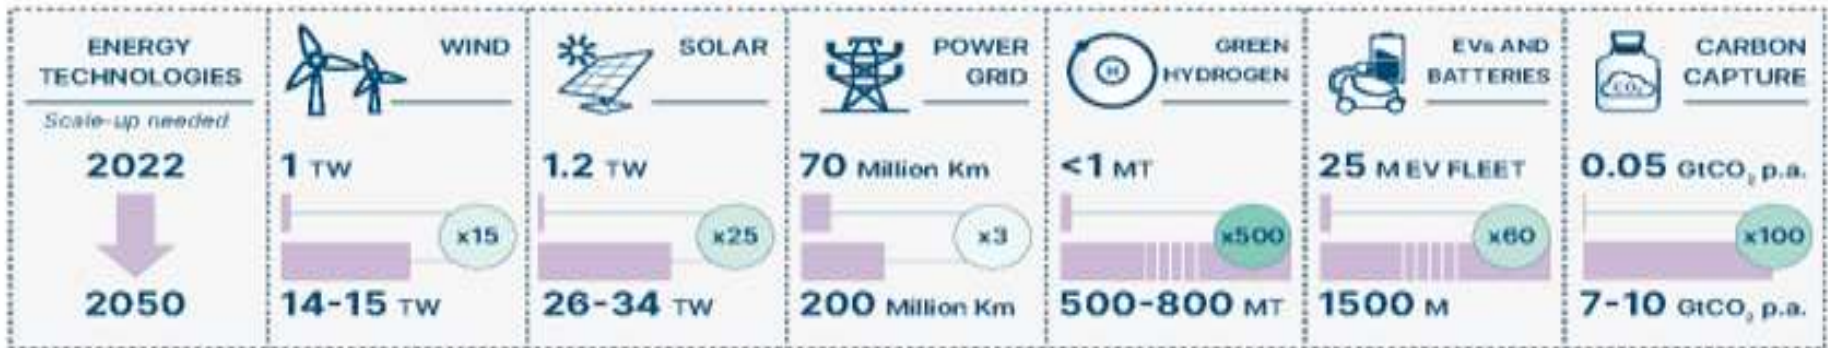 ENERGY
TECHNOLOGIES
Scale-up needed
2022
2050
WIND
1 TW
x15
14-15 TW
SOLAR
1.2 TW
x25
26-34 TW
POWER
GRID
70 Million Km
x3
200 Million Km
GREEN
HYDROGEN
H
<1 MT
x500
500-800 MT
EVs AND
BATTERIES
25 M EV FLEET
x60
1500 M
CARBON
CAPTURE
CO₂
0.05 GtCO₂ p.a.
x100
7-10 GtCO₂ p.a.